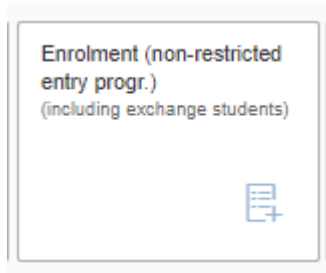 Enrolment (non-restricted
entry progr.)
(including exchange students)